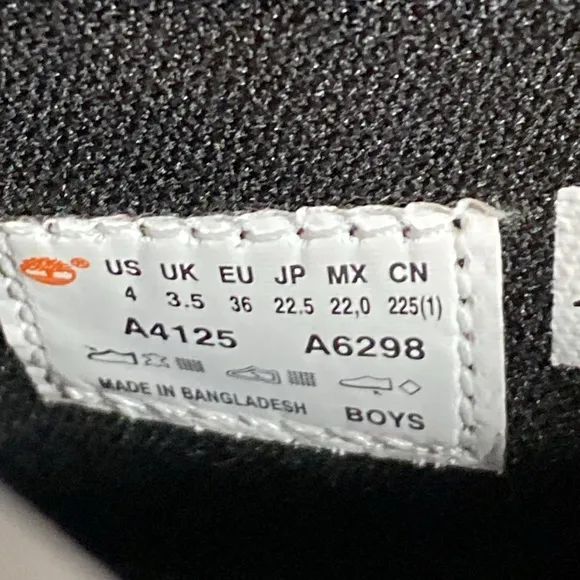 US UK EU JP MX CN
4 3.5 36 22.5 22,0 225(1)
A4125 A6298
MADE IN BANGLADESH BOYS